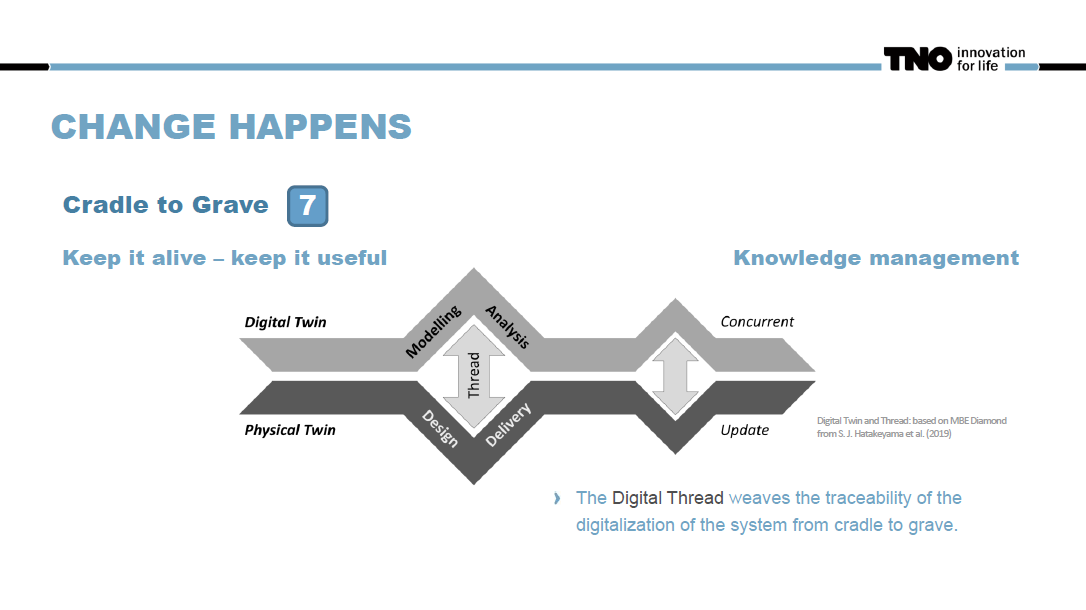 TNO innovation
for life
CHANGE HAPPENS
Cradle to Grave 7
Keep it alive – keep it useful
Knowledge management
Digital Twin
Modelling
Analysis
Concurrent
Thread
Physical Twin
Design
Delivery
Update
Digital Twin and Thread: based on MBE Diamond
from S. J. Hatakeyama et al. (2019)
The Digital Thread weaves the traceability of the
digitalization of the system from cradle to grave.